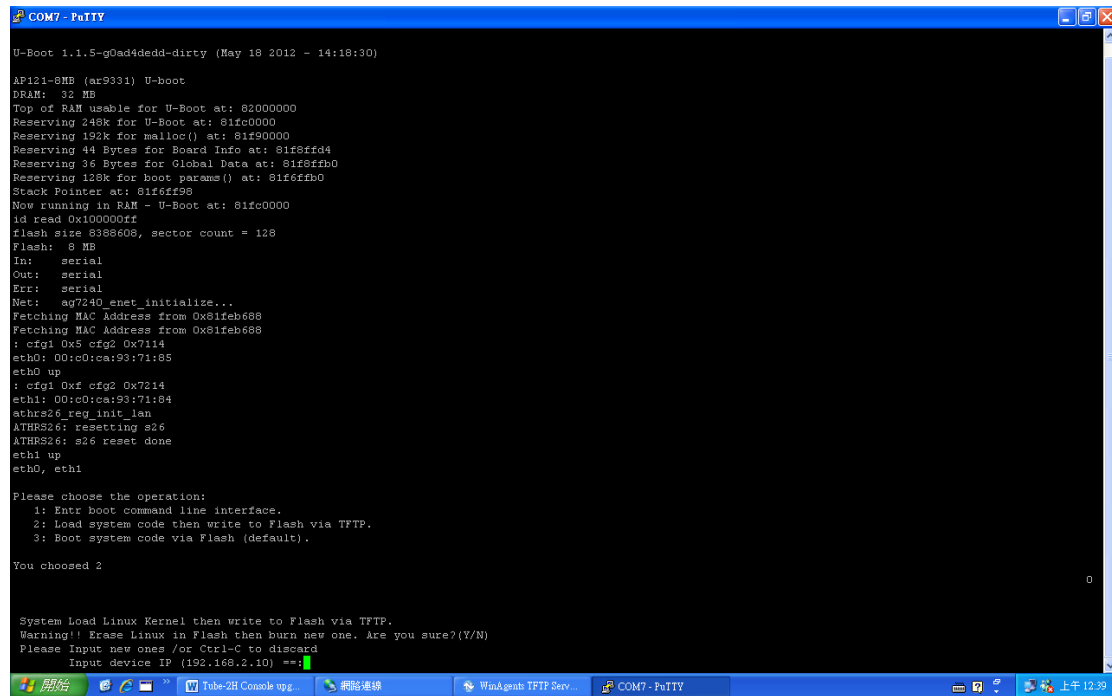 COM7 - PuTTY
U-Boot 1.1.5-g0ad4dedd-dirty (May 18 2012 - 14:18:30)
AP121-8MB (ar9331) U-boot
DRAM:  32 MB
Top of RAM usable for U-Boot at: 82000000
Reserving 248k for U-Boot at: 81fc0000
Reserving 192k for malloc() at: 81f90000
Reserving 44 Bytes for Board Info at: 81f8ffd4
Reserving 36 Bytes for Global Data at: 81f8ffb0
Reserving 128k for boot params() at: 81f6ffb0
Stack Pointer at: 81f6ff98
Now running in RAM - U-Boot at: 81fc0000
id read 0x100000ff
flash size 8388608, sector count = 128
Flash:  8 MB
In:    serial
Out:   serial
Err:   serial
Net:   ag7240_enet_initialize...
Fetching MAC Address from 0x81feb688
Fetching MAC Address from 0x81feb688
: cfg1 0x5 cfg2 0x7114
eth0: 00:c0:ca:93:71:85
eth0 up
: cfg1 0xf cfg2 0x7214
eth1: 00:c0:ca:93:71:84
athrs26_reg_init_lan
ATHRS26: resetting s26
ATHRS26: s26 reset done
eth1 up
eth0, eth1
Please choose the operation:
1: Entr boot command line interface.
2: Load system code then write to Flash via TFTP.
3: Boot system code via Flash (default).
You choosed 2
0
System Load Linux Kernel then write to Flash via TFTP.
Warning!! Erase Linux in Flash then burn new one. Are you sure?(Y/N)
Please Input new ones /or Ctrl-C to discard
Input device IP (192.168.2.10) ==:
開始 Tube-2H Console upg... 網路連線 WinAgents TFTP Serv... COM7 - PuTTY 上午 12:39